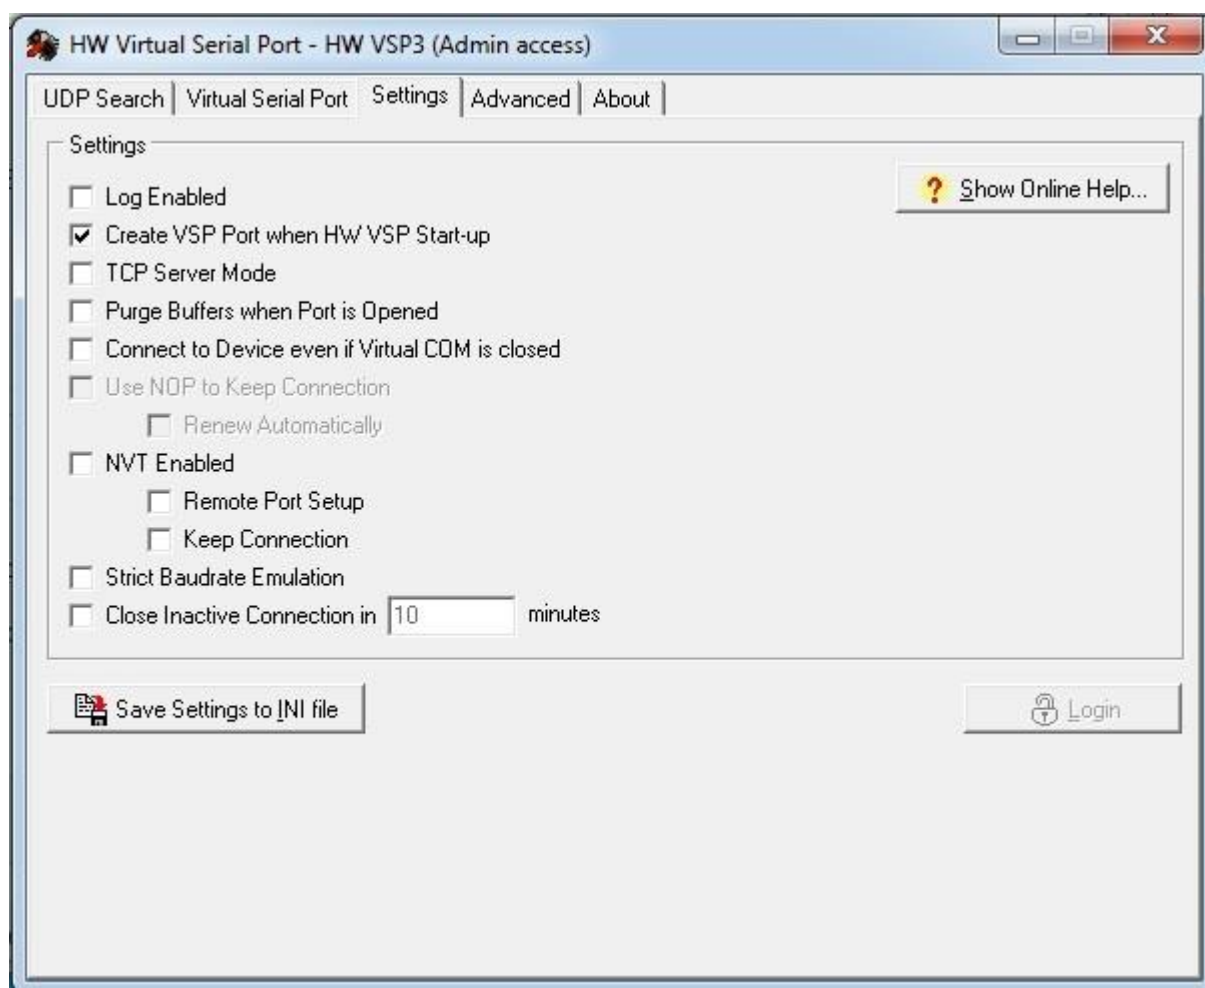 HW Virtual Serial Port - HW VSP3 (Admin access)
UDP Search Virtual Serial Port Settings Advanced About
Settings
Show Online Help...
Log Enabled
Create VSP Port when HW VSP Start-up
TCP Server Mode
Purge Buffers when Port is Opened
Connect to Device even if Virtual COM is closed
Use NOP to Keep Connection
Renew Automatically
NVT Enabled
Remote Port Setup
Keep Connection
Strict Baudrate Emulation
Close Inactive Connection in 10 minutes
Save Settings to INI file Login